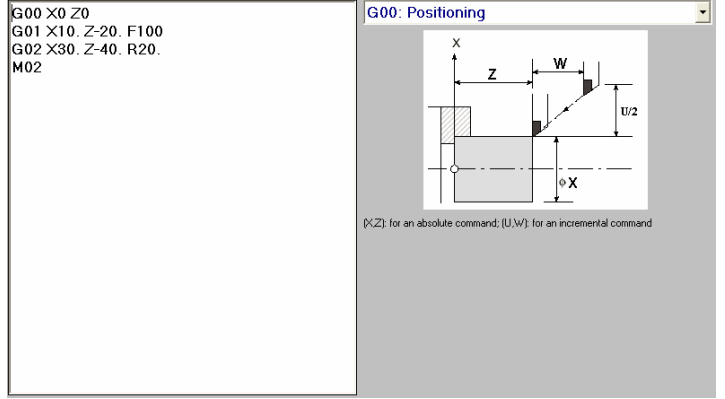 G00 X0 Z0
G01 X10. Z-20. F100
G02 X30. Z-40. R20.
M02
G00: Positioning
X
Z
W
U/2
φX
(X,Z): for an absolute command; (U,W): for an incremental command